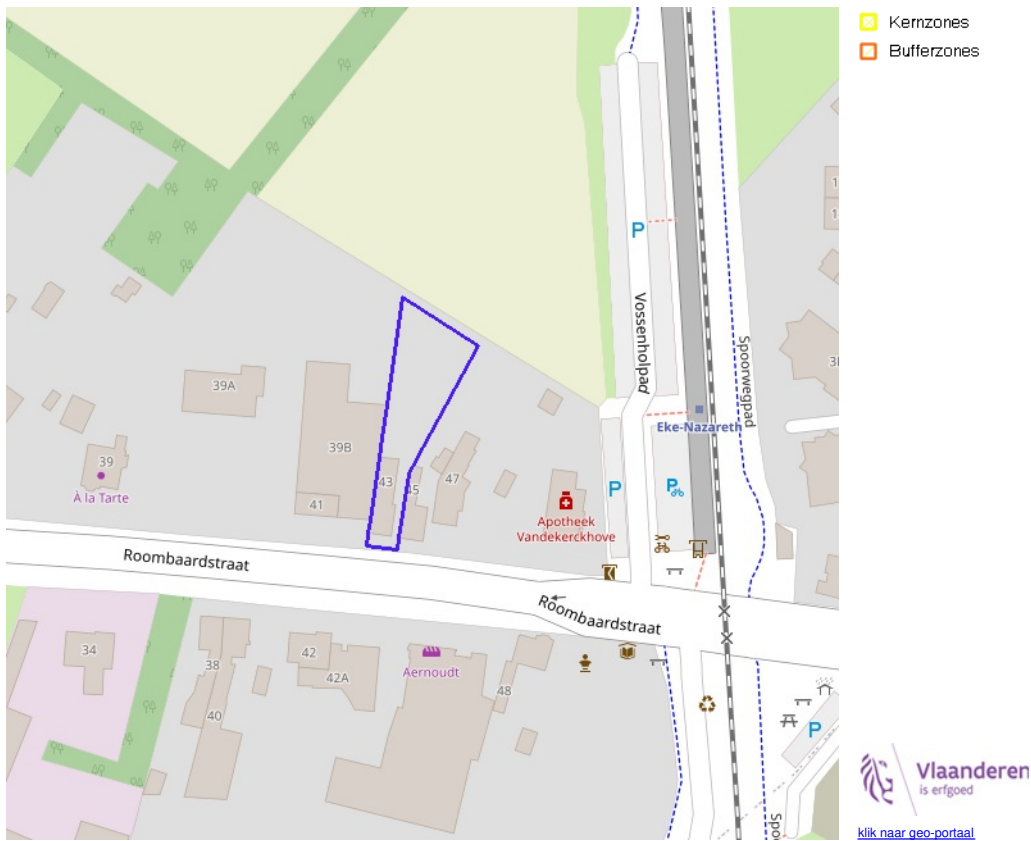 Kernzones
Bufferzones
P
Vossenholpad
Spoorwegpad
39A
39B
39
À la Tarte
41
43
45
47
Eke-Nazareth
P
P
Apotheek
Vandekerckhove
Roombaardstraat
Roombaardstraat
34
38
40
42
42A
Aernoudt
48
P
Spoo
Vlaanderen
is erfgoed
klik naar geo-portaal